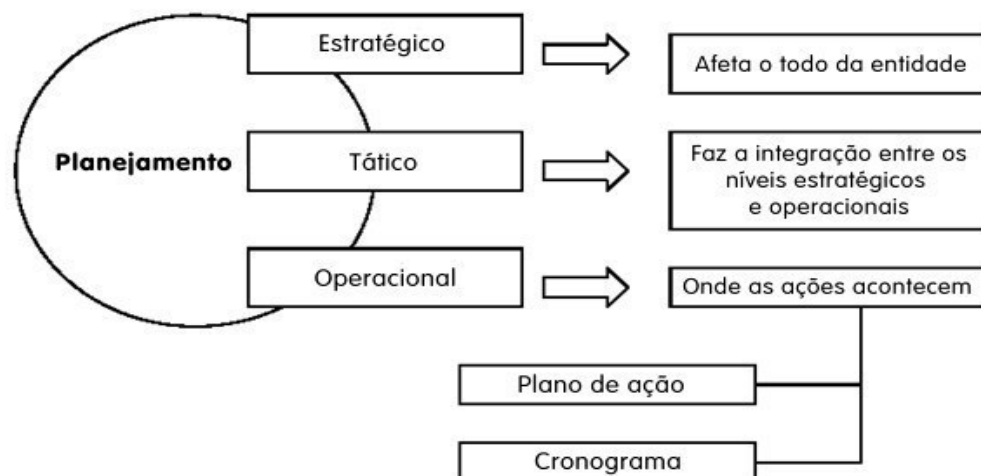 Estratégico
Afeta o todo da entidade
Planejamento
Tático
Faz a integração entre os
níveis estratégicos
e operacionais
Operacional
Onde as ações acontecem
Plano de ação
Cronograma